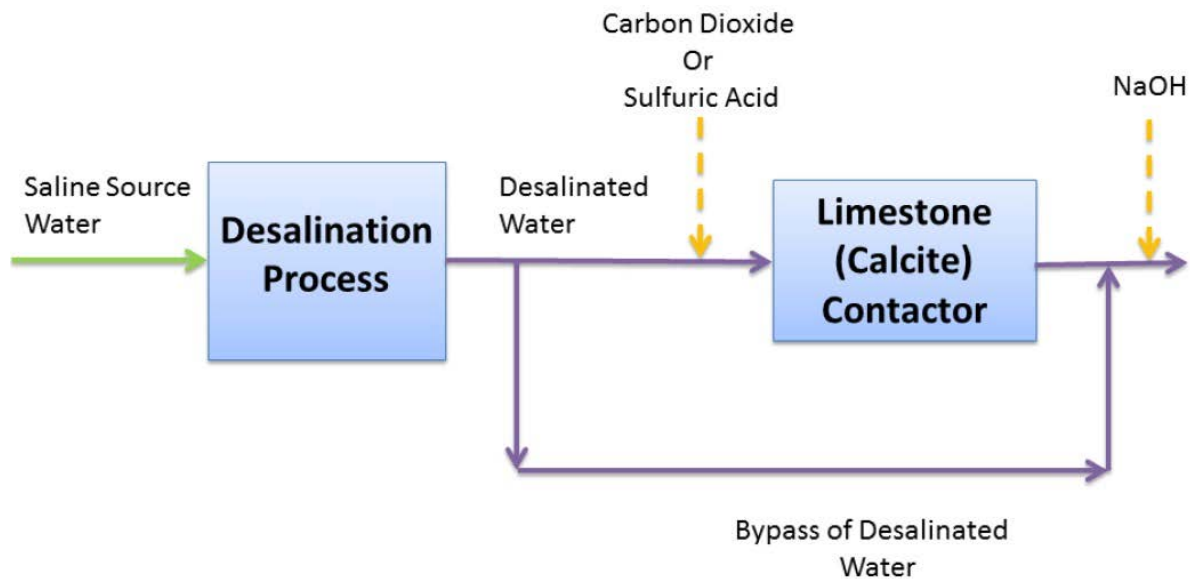 Carbon Dioxide
Or
Sulfuric Acid
NaOH
Saline Source
Water
Desalination
Process
Desalinated
Water
Limestone
(Calcite)
Contactor
Bypass of Desalinated
Water